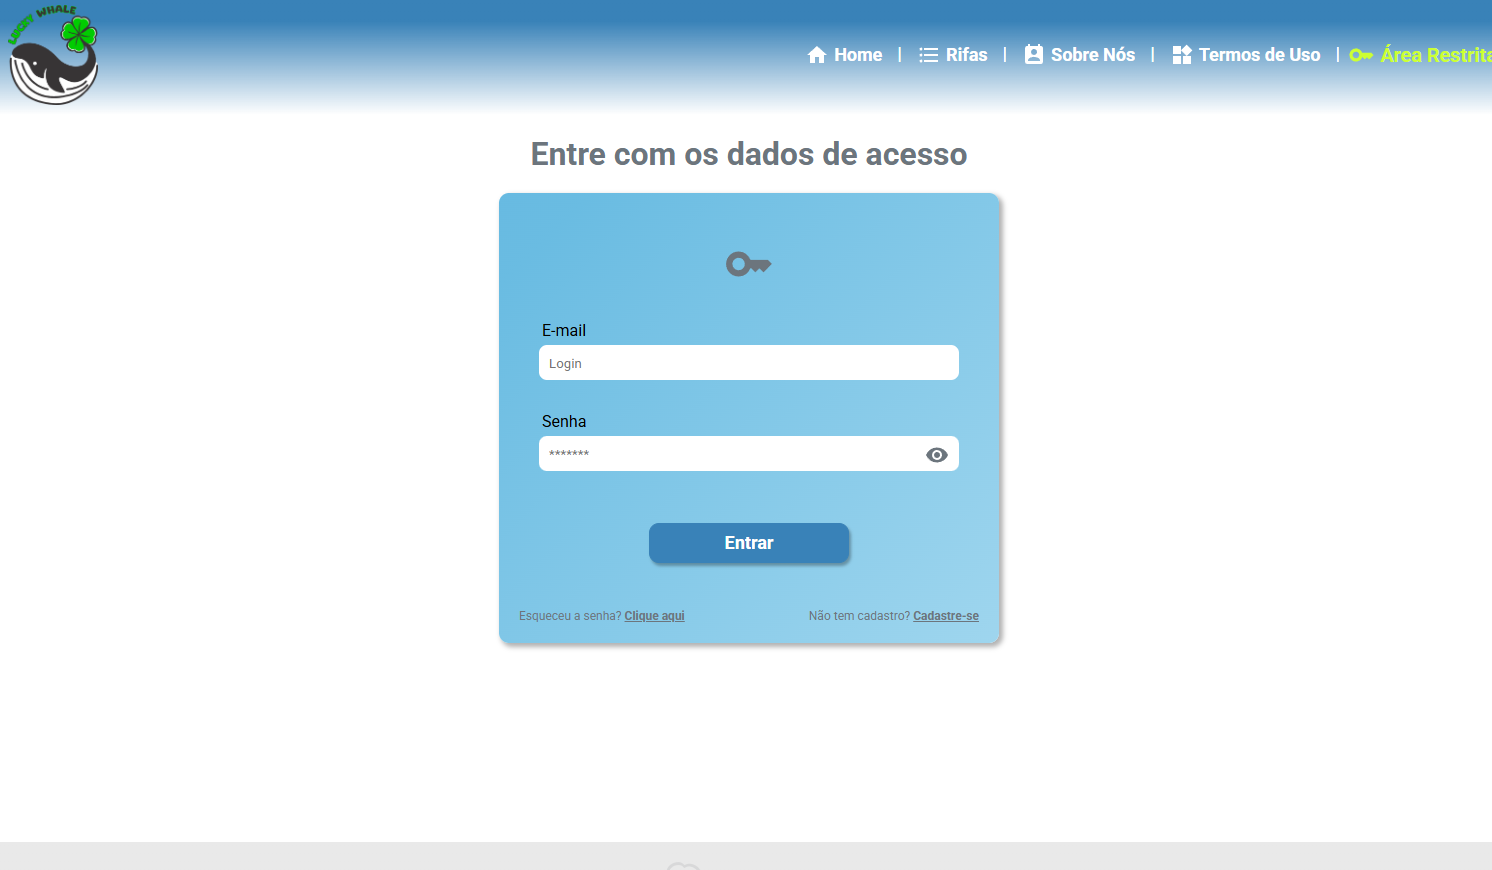 LUCKY WHALE
Home | Rifas | Sobre Nós | Termos de Uso | Área Restrita
Entre com os dados de acesso
E-mail
Login
Senha
*******
Entrar
Esqueceu a senha? Clique aqui Não tem cadastro? Cadastre-se